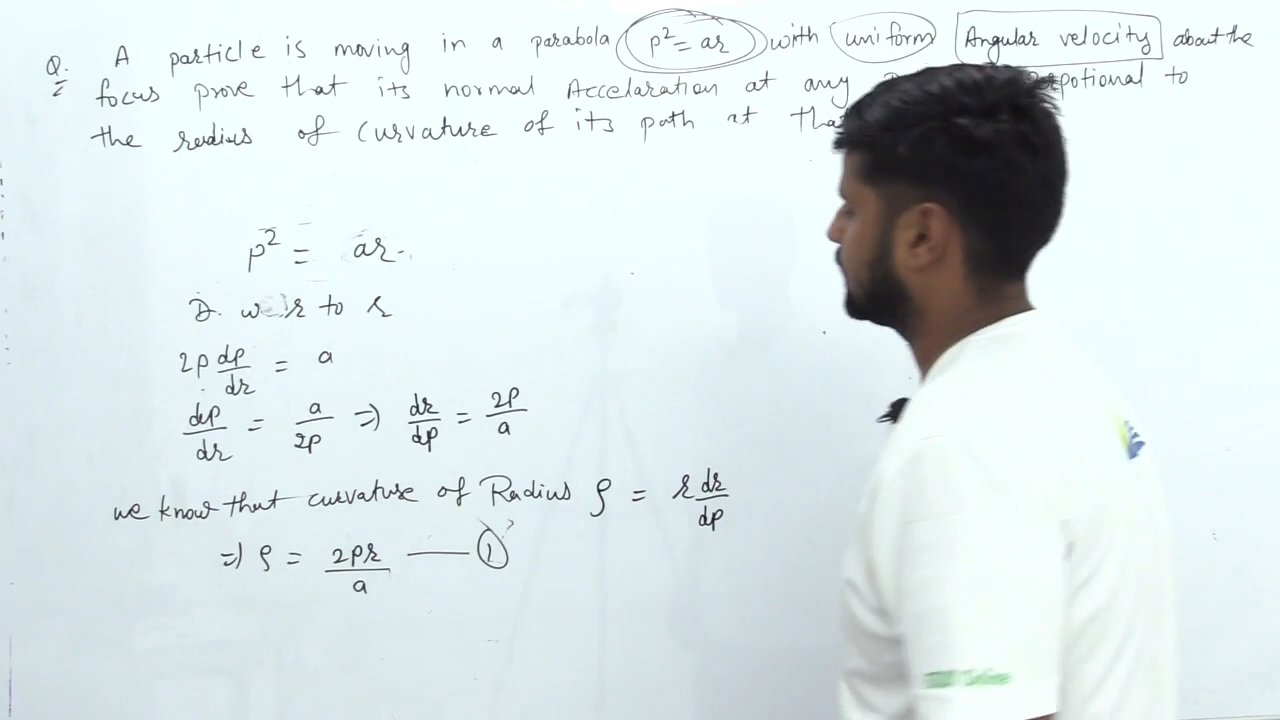 Q. A particle is moving in a parabola p² = ar with uniform Angular velocity about the
focus prove that its normal Accelaration at any to
the radius of curvature of its path at
p² = ar.
D. w r to r
2p dp/dr = a
dp/dr = a/2p ⇒ dr/dp = 2p/a
we know that curvature of Radius ρ = r dr/dp
⇒ ρ = 2pr/a —— ①